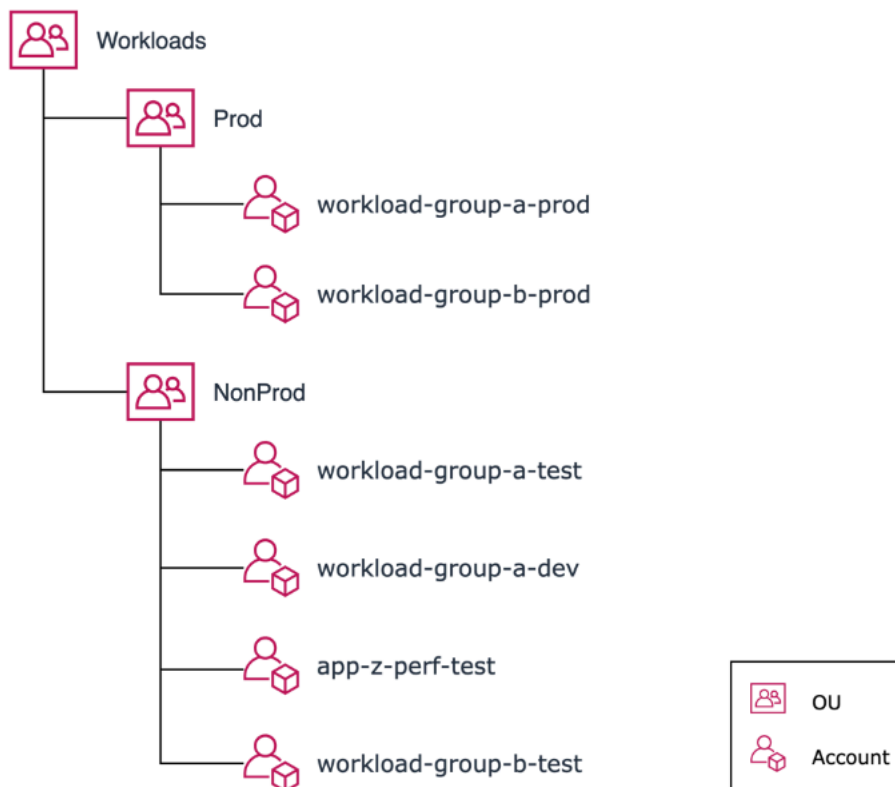 Workloads
Prod
workload-group-a-prod
workload-group-b-prod
NonProd
workload-group-a-test
workload-group-a-dev
app-z-perf-test
workload-group-b-test
OU
Account